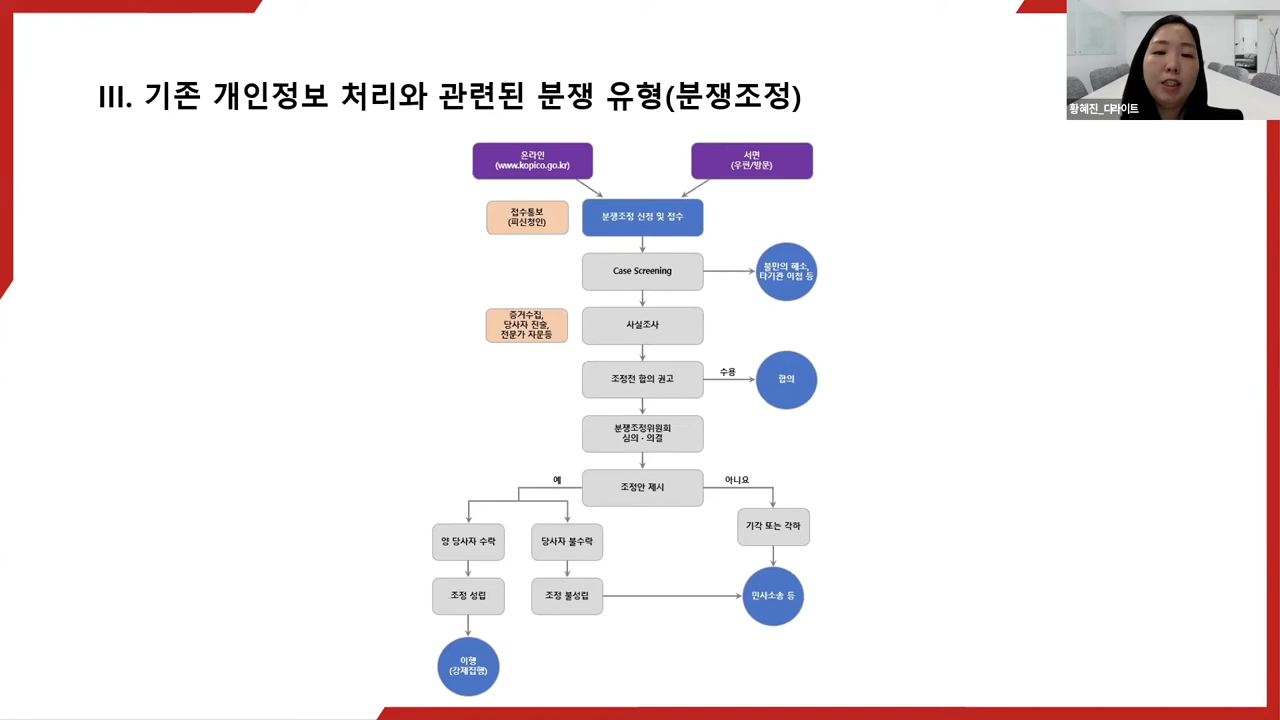 III. 기존 개인정보 처리와 관련된 분쟁 유형(분쟁조정)
황혜진_디라이트
온라인
(www.kopico.go.kr)
서면
(우편/방문)
접수통보
(피신청인)
분쟁조정 신청 및 접수
Case Screening
불만의 해소,
타기관 이첩 등
증거수집,
당사자 진술,
전문가 자문등
사실조사
조정전 합의 권고
수용
합의
분쟁조정위원회
심의 · 의결
예
조정안 제시
아니요
기각 또는 각하
양 당사자 수락
당사자 불수락
조정 성립
조정 불성립
민사소송 등
이행
(강제집행)